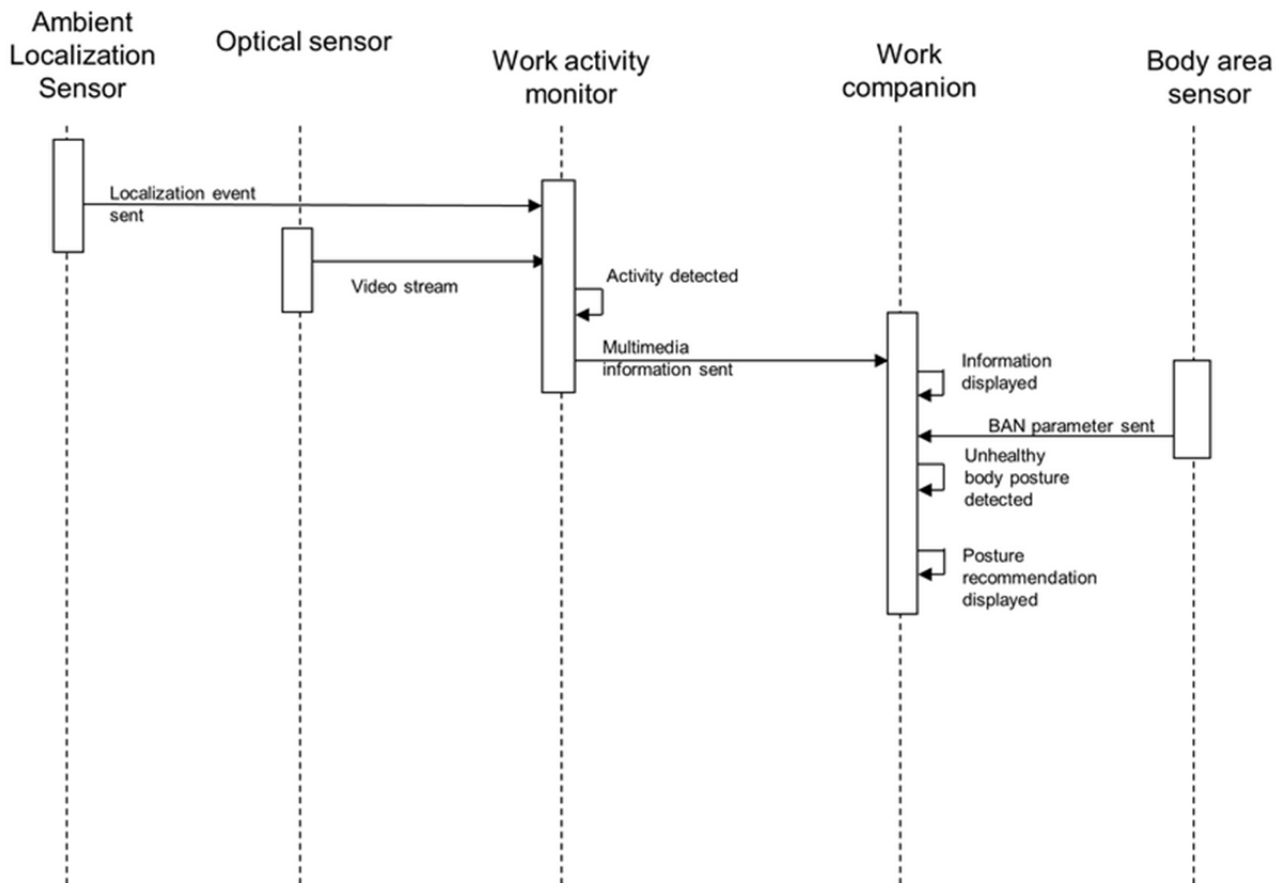 Ambient
Localization
Sensor
Optical sensor
Work activity
monitor
Work
companion
Body area
sensor
Localization event
sent
Video stream
Activity detected
Multimedia
information sent
Information
displayed
BAN parameter sent
Unhealthy
body posture
detected
Posture
recommendation
displayed